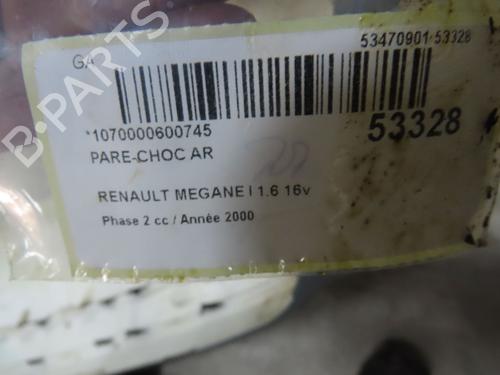 GA
53470901-53328
*1070000600745
53328
PARE-CHOC AR
RENAULT MEGANE I 1.6 16v
Phase 2 cc / Année 2000
B-PARTS